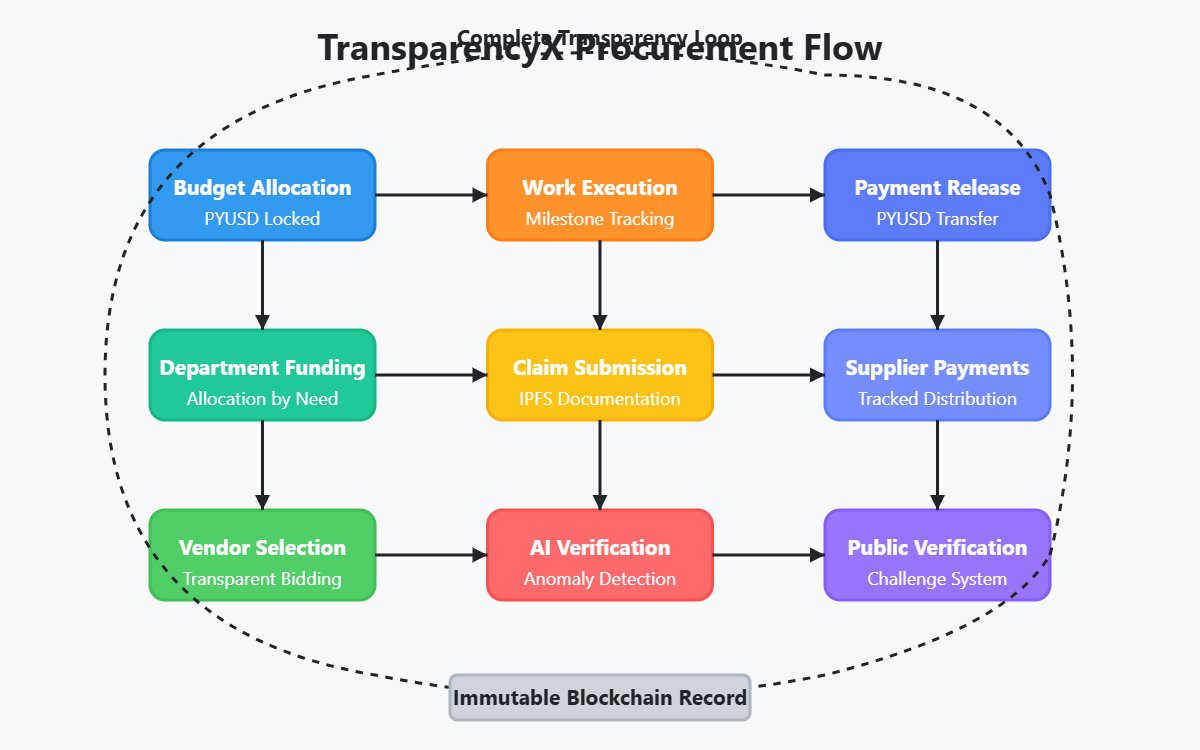 Complete Transparency Loop
TransparencyX Procurement Flow
Budget Allocation
PYUSD Locked
Work Execution
Milestone Tracking
Payment Release
PYUSD Transfer
Department Funding
Allocation by Need
Claim Submission
IPFS Documentation
Supplier Payments
Tracked Distribution
Vendor Selection
Transparent Bidding
AI Verification
Anomaly Detection
Public Verification
Challenge System
Immutable Blockchain Record